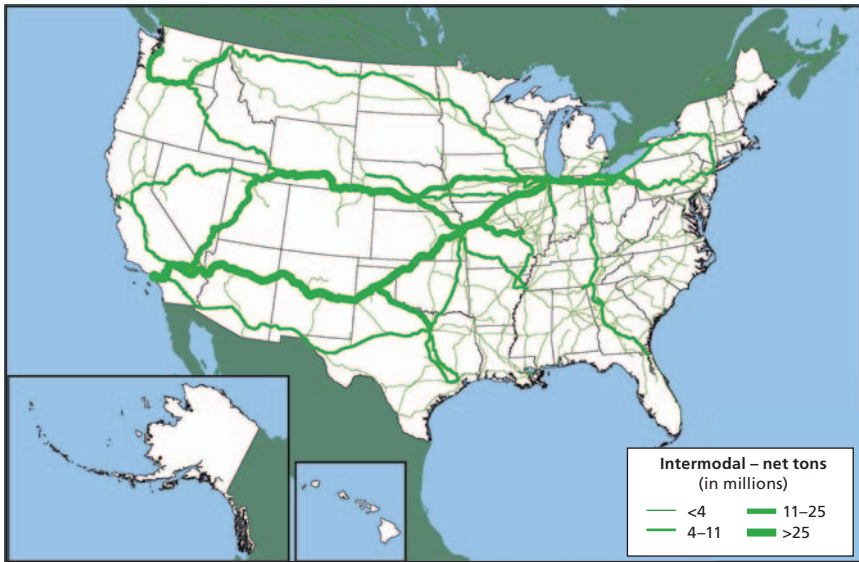 Intermodal – net tons
(in millions)
<4
11–25
4–11
>25